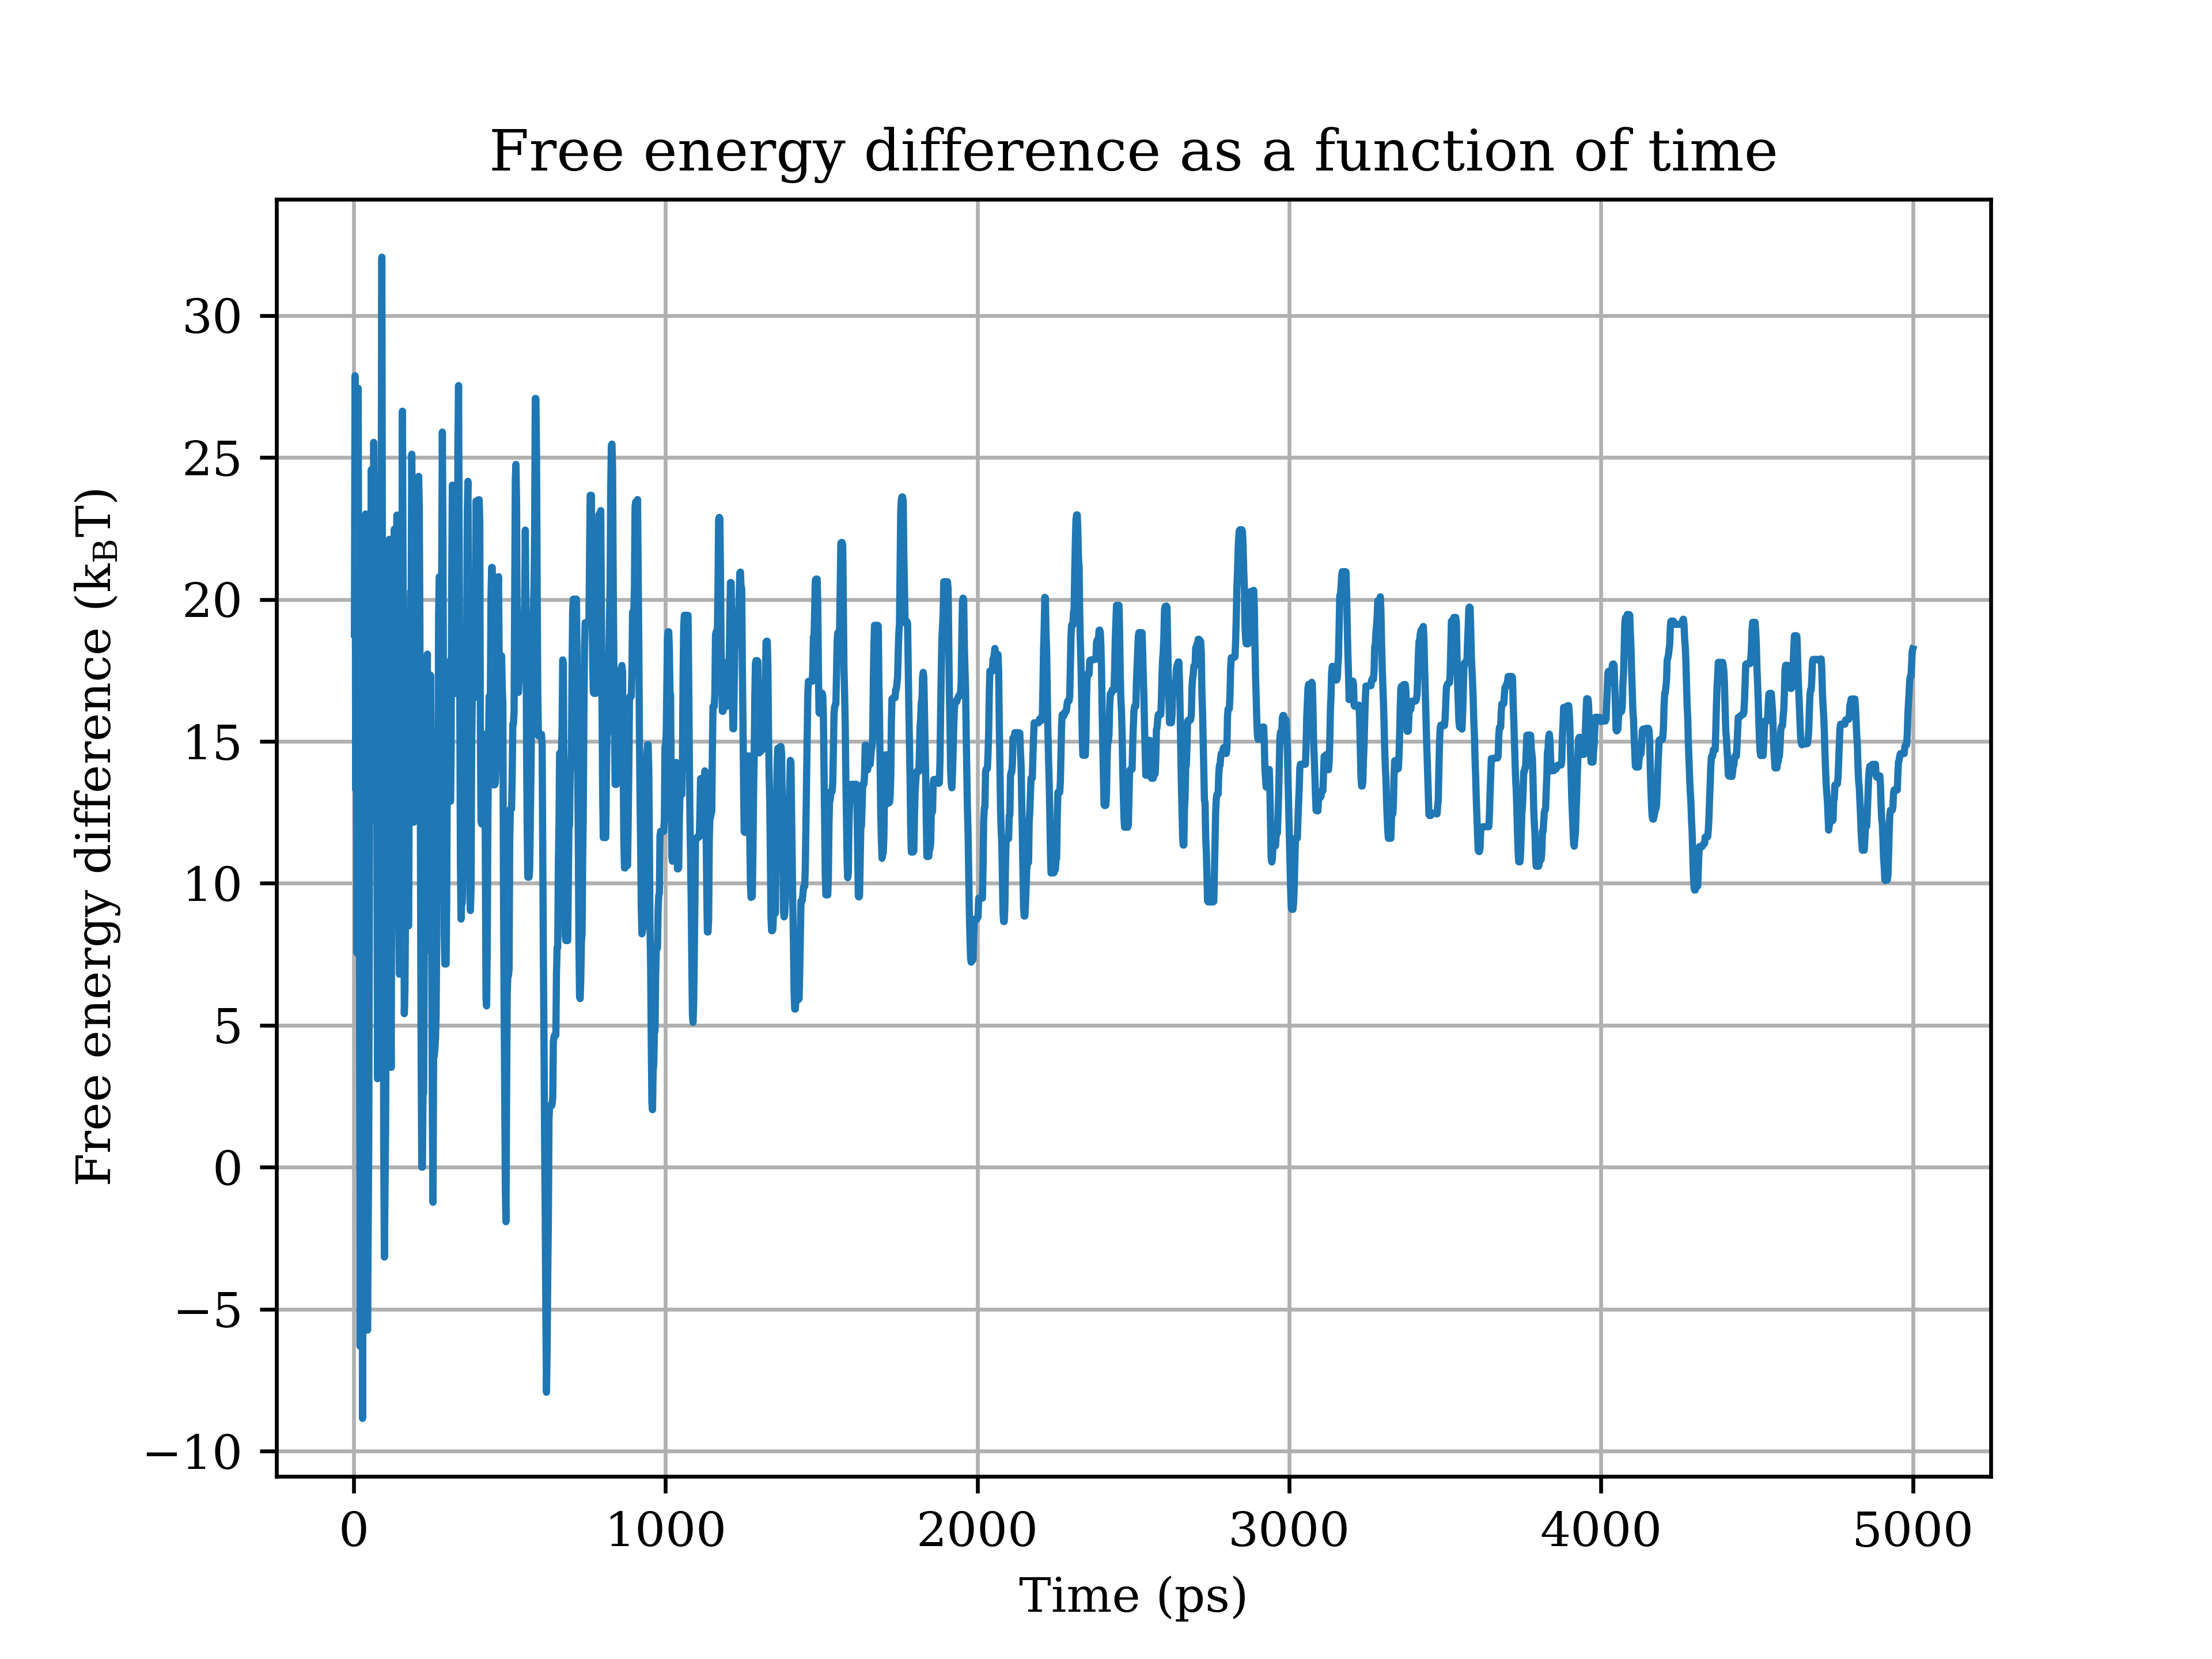 Free energy difference as a function of time
Free energy difference (k_BT)
30
25
20
15
10
5
0
−5
−10
0 1000 2000 3000 4000 5000
Time (ps)